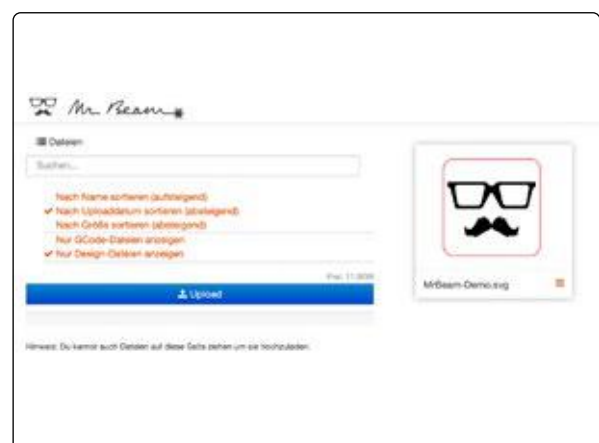 Mr Beam
Dateien
Suchen...
Nach Name sortieren (aufsteigend)
Nach Uploaddatum sortieren (absteigend)
Nach Größe sortieren (absteigend)
Nur GCode-Dateien anzeigen
Nur Design-Dateien anzeigen
Upload
MrBeam-Demo.svg
Hinweis: Du kannst auch Dateien auf diese Seite ziehen um sie hochzuladen.